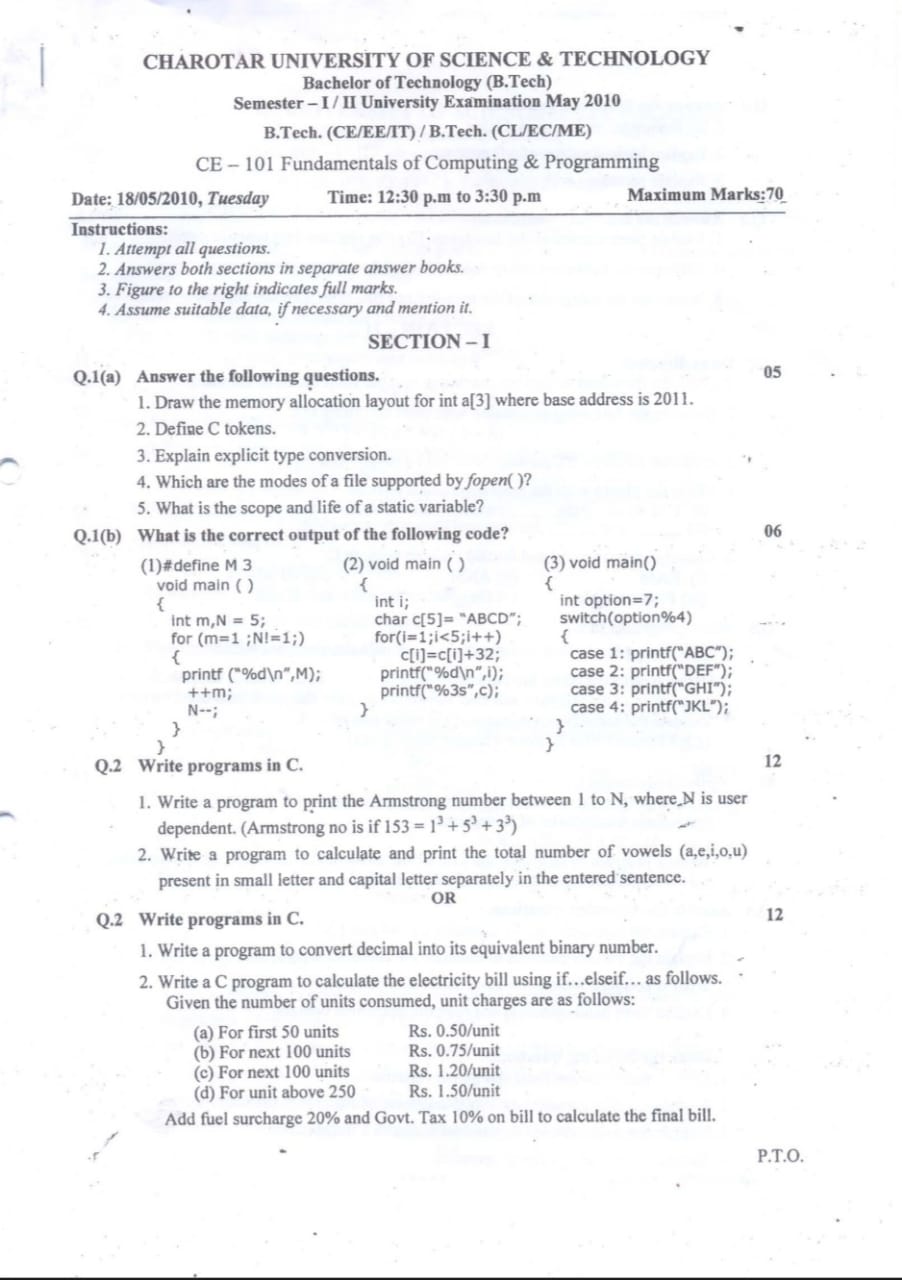 CHAROTAR UNIVERSITY OF SCIENCE & TECHNOLOGY
Bachelor of Technology (B.Tech)
Semester – I / II University Examination May 2010
B.Tech. (CE/EE/IT) / B.Tech. (CL/EC/ME)
CE – 101 Fundamentals of Computing & Programming
Date: 18/05/2010, Tuesday Time: 12:30 p.m to 3:30 p.m Maximum Marks:70
Instructions:
1. Attempt all questions.
2. Answers both sections in separate answer books.
3. Figure to the right indicates full marks.
4. Assume suitable data, if necessary and mention it.
SECTION – I
Q.1(a) Answer the following questions. 05
1. Draw the memory allocation layout for int a[3] where base address is 2011.
2. Define C tokens.
3. Explain explicit type conversion.
4. Which are the modes of a file supported by fopen( )?
5. What is the scope and life of a static variable?
Q.1(b) What is the correct output of the following code? 06
(1)#define M 3
void main ( )
{
int m,N = 5;
for (m=1 ;N!=1;)
{
printf ("%d\n",M);
++m;
N--;
}
}
(2) void main ( )
{
int i;
char c[5]= "ABCD";
for(i=1;i<5;i++)
c[i]=c[i]+32;
printf("%d\n",i);
printf("%3s",c);
}
(3) void main()
{
int option=7;
switch(option%4)
{
case 1: printf("ABC");
case 2: printf("DEF");
case 3: printf("GHI");
case 4: printf("JKL");
}
}
Q.2 Write programs in C. 12
1. Write a program to print the Armstrong number between 1 to N, where N is user
dependent. (Armstrong no is if 153 = 1³ + 5³ + 3³)
2. Write a program to calculate and print the total number of vowels (a,e,i,o,u)
present in small letter and capital letter separately in the entered sentence.
OR
Q.2 Write programs in C. 12
1. Write a program to convert decimal into its equivalent binary number.
2. Write a C program to calculate the electricity bill using if…elseif… as follows.
Given the number of units consumed, unit charges are as follows:
(a) For first 50 units Rs. 0.50/unit
(b) For next 100 units Rs. 0.75/unit
(c) For next 100 units Rs. 1.20/unit
(d) For unit above 250 Rs. 1.50/unit
Add fuel surcharge 20% and Govt. Tax 10% on bill to calculate the final bill.
P.T.O.